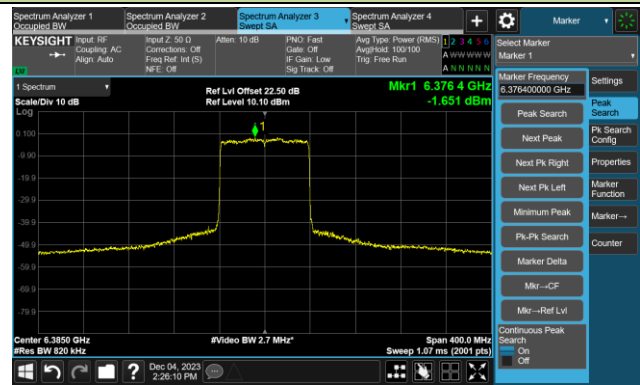 Spectrum Analyzer 1
Occupied BW
Spectrum Analyzer 2
Occupied BW
Spectrum Analyzer 3
Swept SA
Spectrum Analyzer 4
Swept SA
Marker
KEYSIGHT
Input: RF
Coupling: AC
Align: Auto
Input Z: 50 Ω
Corrections: Off
Freq Ref: Int (S)
NFE: Off
Atten: 10 dB
PNO: Fast
Gate: Off
IF Gain: Low
Sig Track: Off
Avg Type: Power (RMS)
Avg|Hold: 100/100
Trig: Free Run
1 2 3 4 5 6
A W W W W W
A N N N N N
Select Marker
Marker 1
1 Spectrum
Scale/Div 10 dB
Log
Ref Lvl Offset 22.50 dB
Ref Level 10.10 dBm
Mkr1 6.376 4 GHz
-1.651 dBm
1
0.100
-9.90
-19.9
-29.9
-39.9
-49.9
-59.9
-69.9
-79.9
Center 6.3850 GHz
#Res BW 820 kHz
#Video BW 2.7 MHz*
Span 400.0 MHz
Sweep 1.07 ms (2001 pts)
Marker Frequency
6.376400000 GHz
Peak Search
Next Peak
Next Pk Right
Next Pk Left
Minimum Peak
Pk-Pk Search
Marker Delta
Mkr→CF
Mkr→Ref Lvl
Continuous Peak
Search
On
Off
Settings
Peak
Search
Pk Search
Config
Properties
Marker
Function
Marker→
Counter
Dec 04, 2023
2:26:10 PM